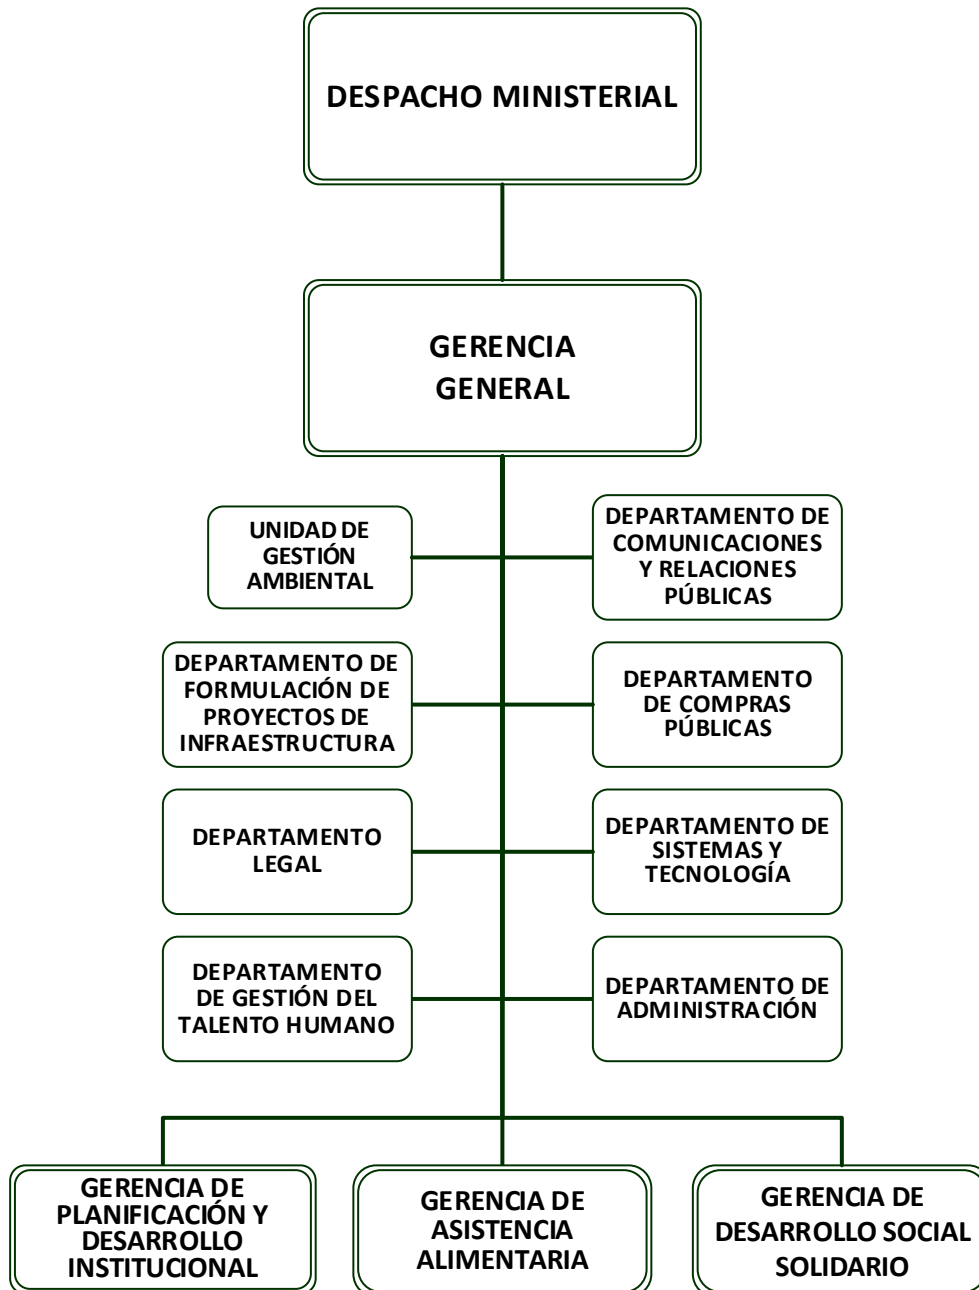 DESPACHO MINISTERIAL
GERENCIA
GENERAL
UNIDAD DE
GESTIÓN
AMBIENTAL
DEPARTAMENTO DE
COMUNICACIONES
Y RELACIONES
PÚBLICAS
DEPARTAMENTO DE
FORMULACIÓN DE
PROYECTOS DE
INFRAESTRUCTURA
DEPARTAMENTO
DE COMPRAS
PÚBLICAS
DEPARTAMENTO
LEGAL
DEPARTAMENTO DE
SISTEMAS Y
TECNOLOGÍA
DEPARTAMENTO
DE GESTIÓN DEL
TALENTO HUMANO
DEPARTAMENTO DE
ADMINISTRACIÓN
GERENCIA DE
PLANIFICACIÓN Y
DESARROLLO
INSTITUCIONAL
GERENCIA DE
ASISTENCIA
ALIMENTARIA
GERENCIA DE
DESARROLLO SOCIAL
SOLIDARIO